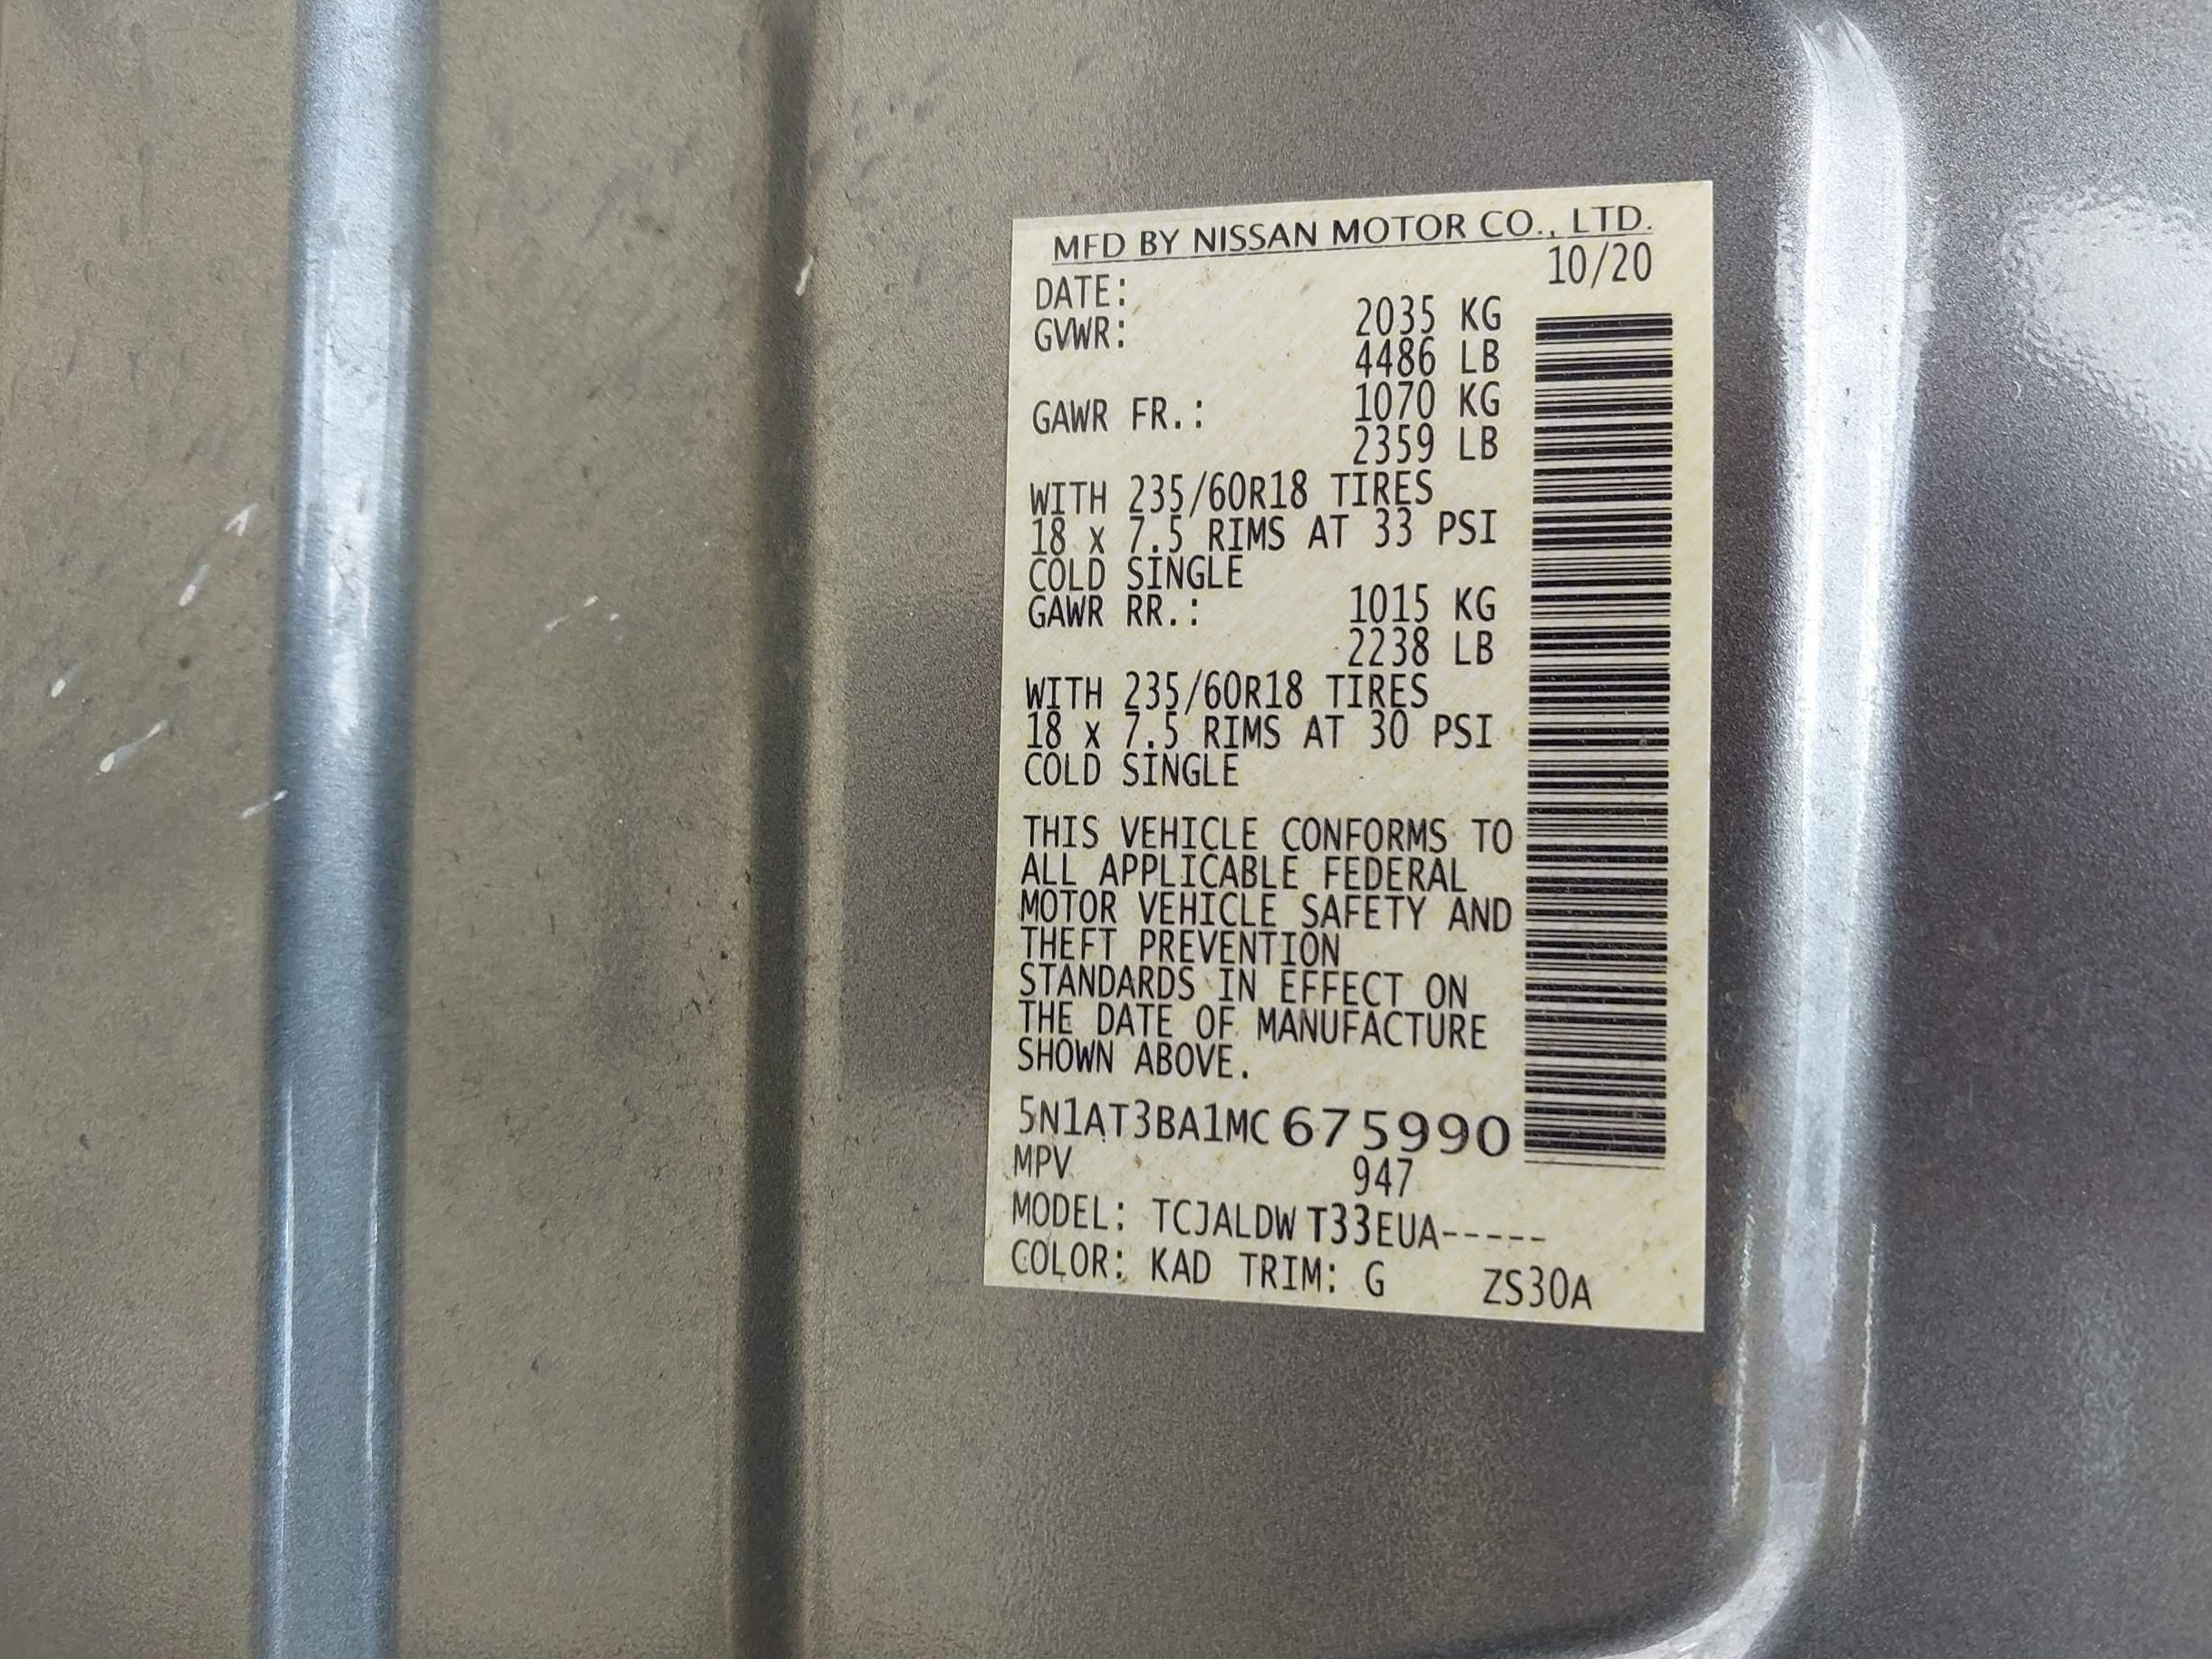 MFD BY NISSAN MOTOR CO., LTD.
DATE: 10/20
GVWR: 2035 KG
4486 LB
GAWR FR.: 1070 KG
2359 LB
WITH 235/60R18 TIRES
18 x 7.5 RIMS AT 33 PSI
COLD SINGLE
GAWR RR.: 1015 KG
2238 LB
WITH 235/60R18 TIRES
18 x 7.5 RIMS AT 30 PSI
COLD SINGLE
THIS VEHICLE CONFORMS TO
ALL APPLICABLE FEDERAL
MOTOR VEHICLE SAFETY AND
THEFT PREVENTION
STANDARDS IN EFFECT ON
THE DATE OF MANUFACTURE
SHOWN ABOVE.
5N1AT3BA1MC675990
MPV 947
MODEL: TCJALDW T33EUA-----
COLOR: KAD TRIM: G ZS30A